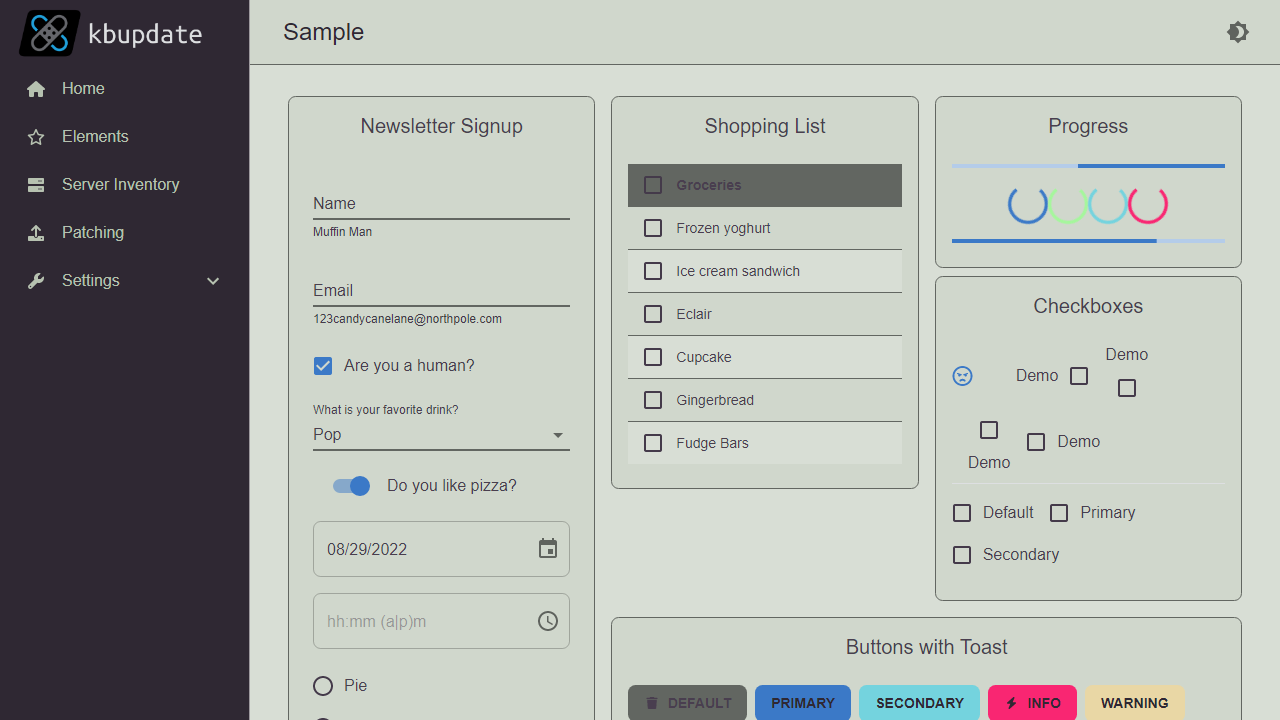 kbupdate
Home
Elements
Server Inventory
Patching
Settings
Sample
Newsletter Signup
Name
Muffin Man
Email
123candycanelane@northpole.com
Are you a human?
What is your favorite drink?
Pop
Do you like pizza?
08/29/2022
hh:mm (a|p)m
Pie
Shopping List
Groceries
Frozen yoghurt
Ice cream sandwich
Eclair
Cupcake
Gingerbread
Fudge Bars
Progress
Checkboxes
Demo
Demo
Demo
Demo
Default Primary
Secondary
Buttons with Toast
DEFAULT PRIMARY SECONDARY INFO WARNING